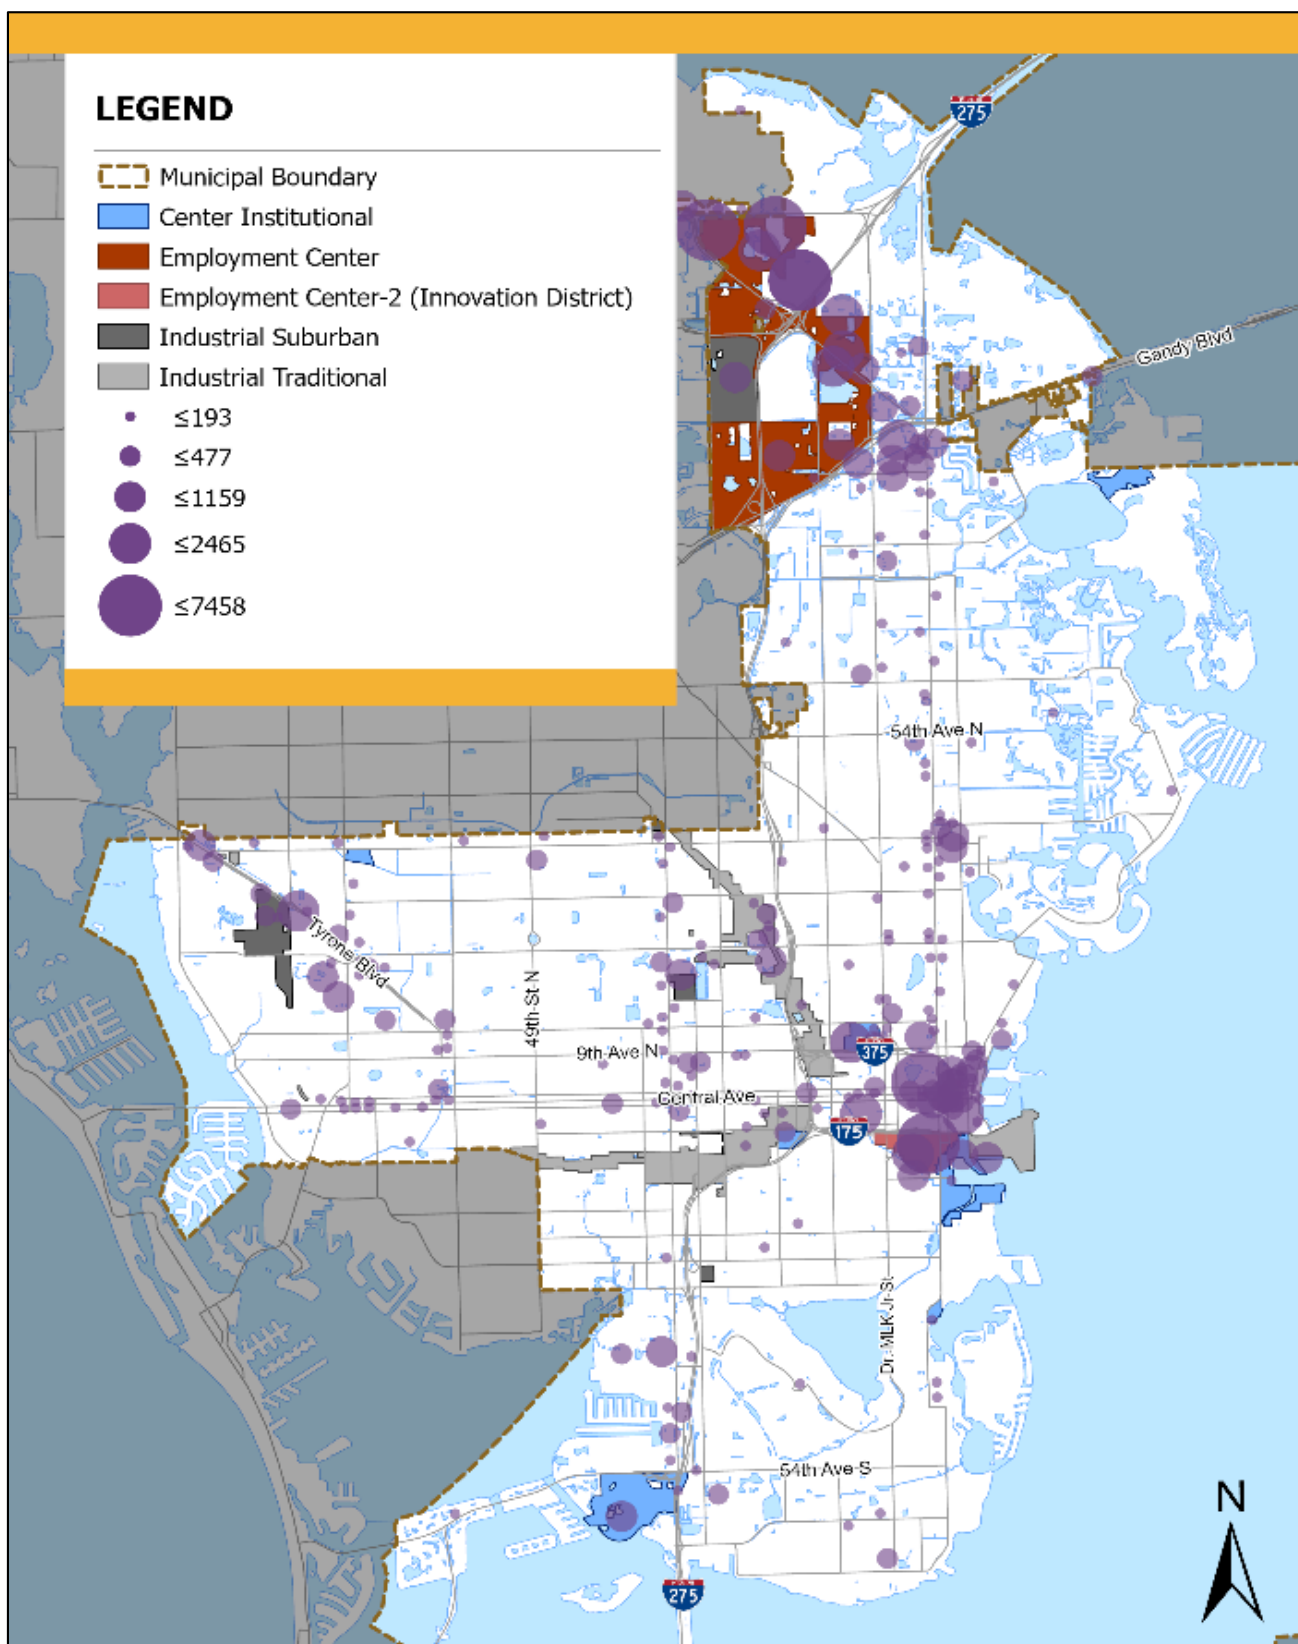 LEGEND
Municipal Boundary
Center Institutional
Employment Center
Employment Center-2 (Innovation District)
Industrial Suburban
Industrial Traditional
≤193
≤477
≤1159
≤2465
≤7458
275
Gandy Blvd
54th Ave N
Tyrone Blvd
49th St N
9th Ave N
375
Central Ave
175
Dr. MLK Jr St
54th Ave S
275
N